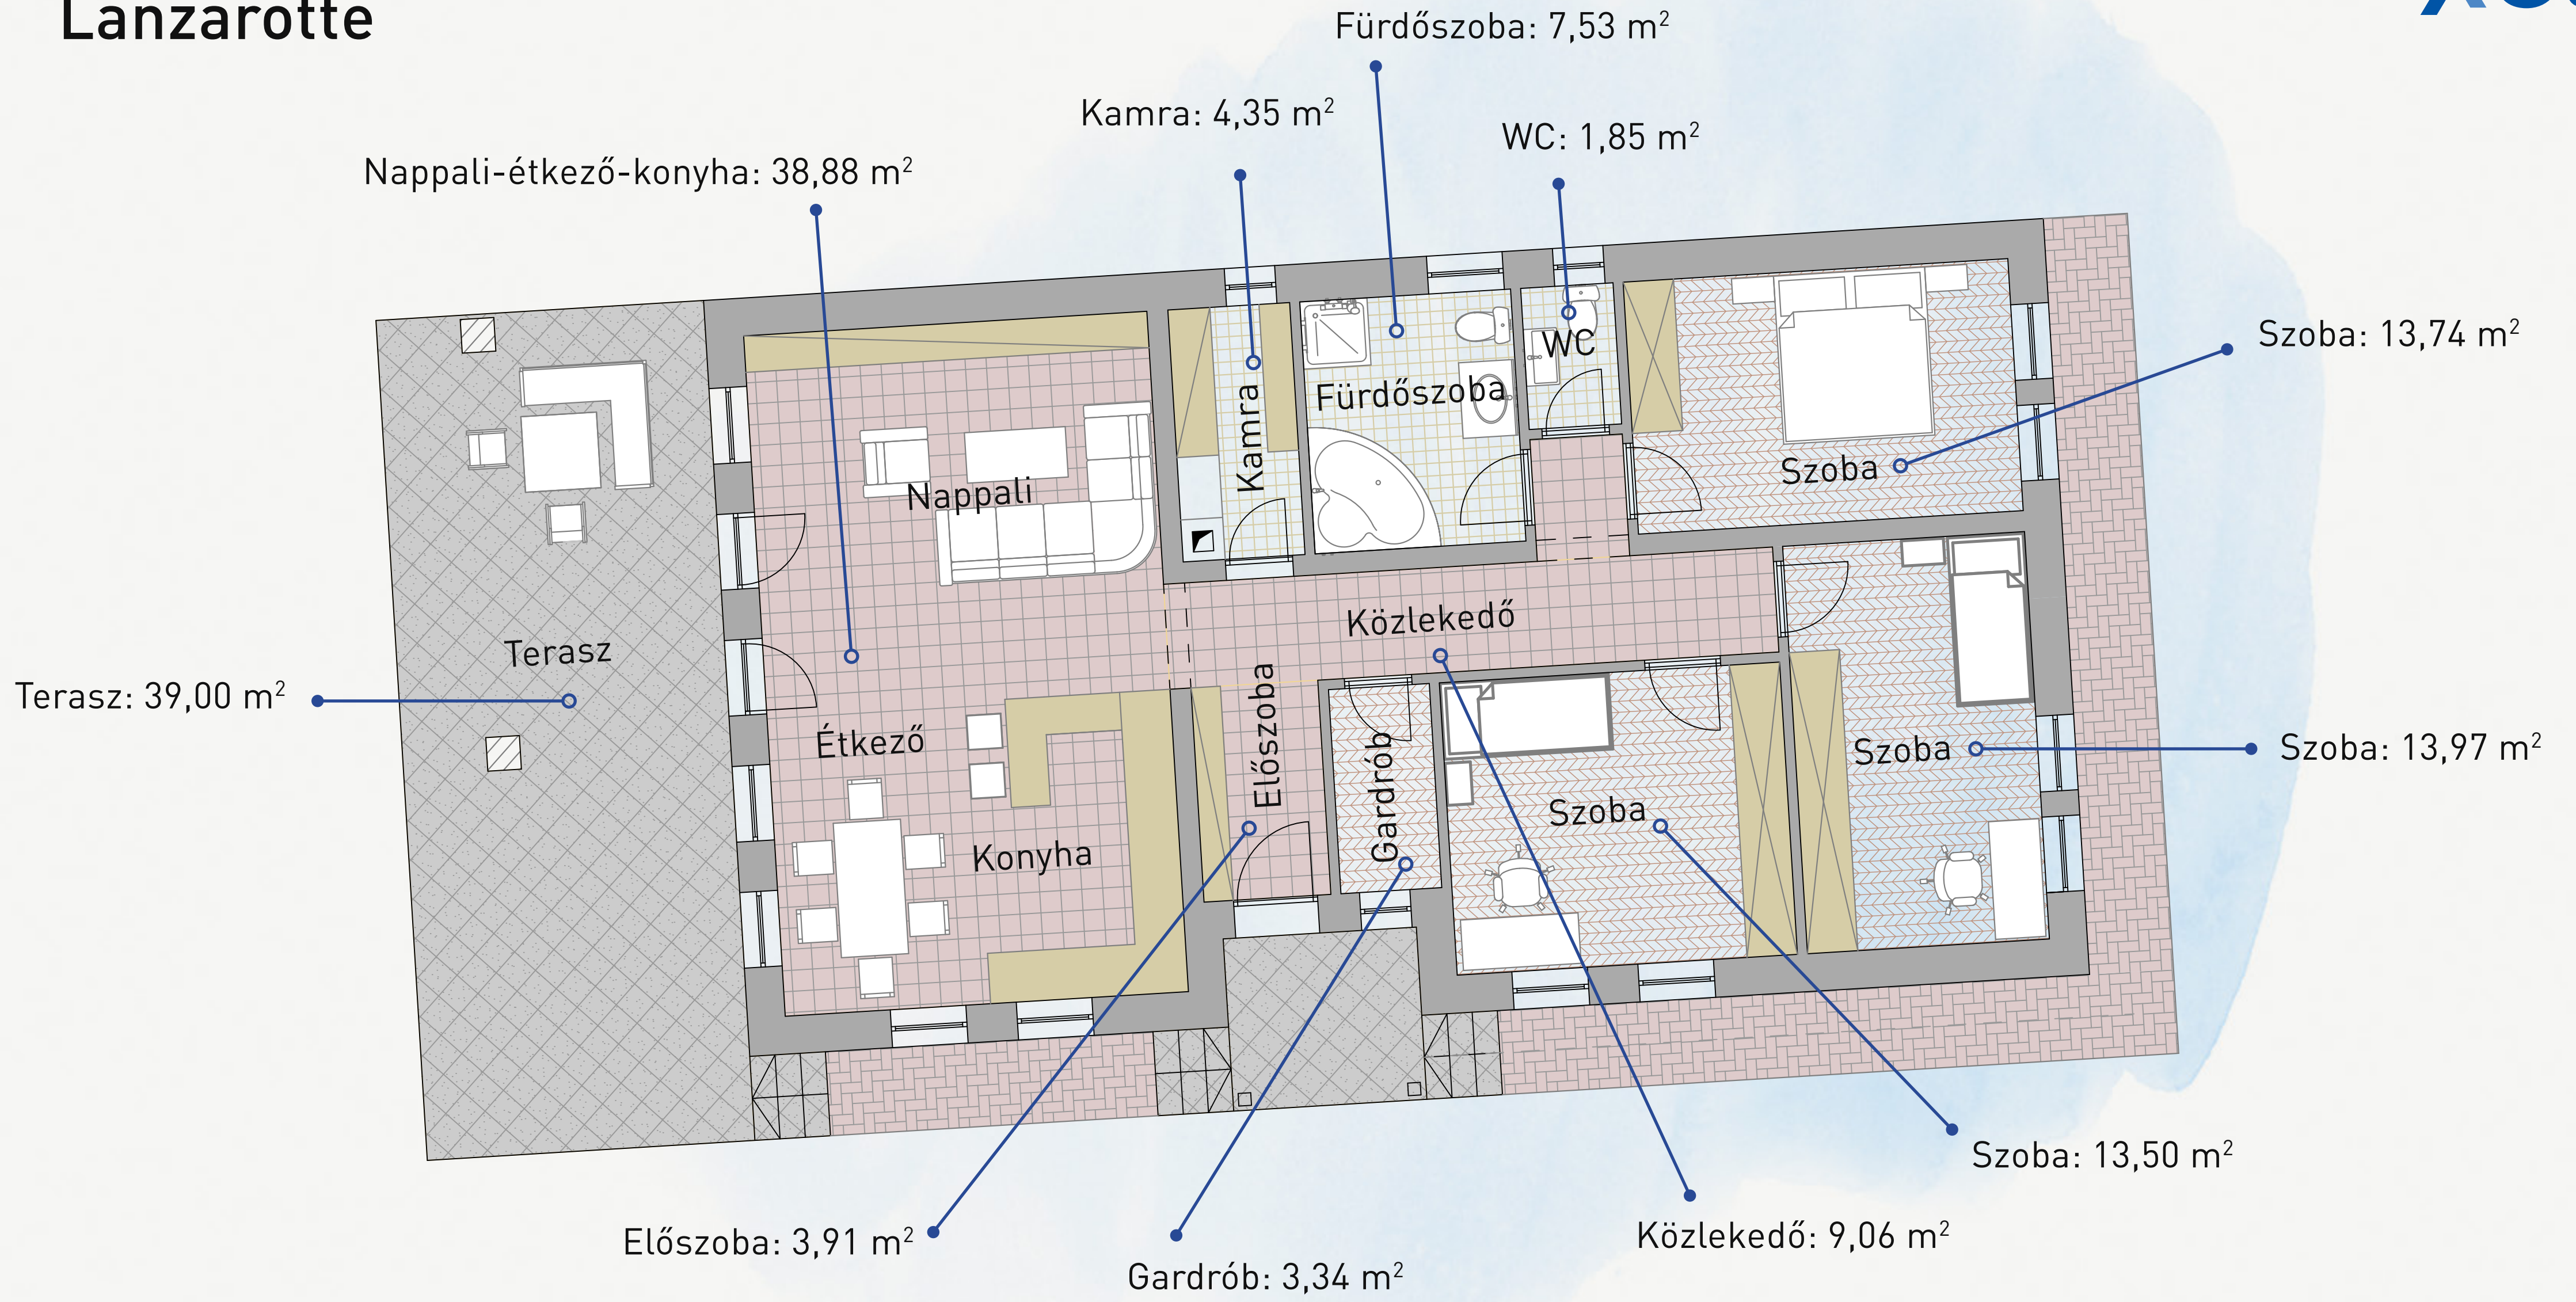 Lanzarotte
Fürdőszoba: 7,53 m²
Kamra: 4,35 m²
WC: 1,85 m²
Nappali-étkező-konyha: 38,88 m²
Szoba: 13,74 m²
WC
Fürdőszoba
Kamra
Szoba
Nappali
Közlekedő
Terasz
Terasz: 39,00 m²
Előszoba
Étkező
Gardrób
Szoba
Szoba
Szoba: 13,97 m²
Konyha
Szoba: 13,50 m²
Előszoba: 3,91 m²
Közlekedő: 9,06 m²
Gardrób: 3,34 m²